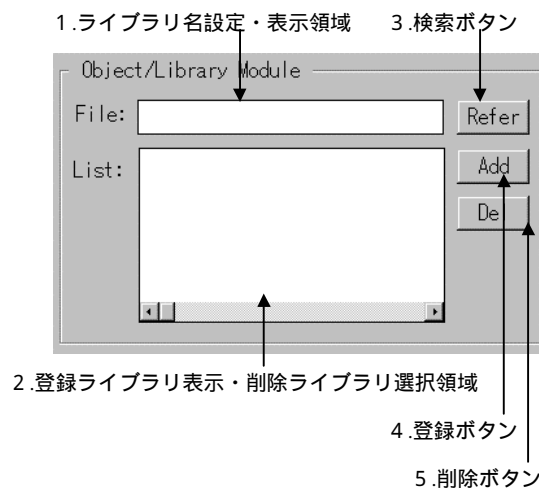 1.ライブラリ名設定・表示領域
3.検索ボタン
Object/Library Module
File:
Refer
List:
Add
Del
2.登録ライブラリ表示・削除ライブラリ選択領域
4.登録ボタン
5.削除ボタン